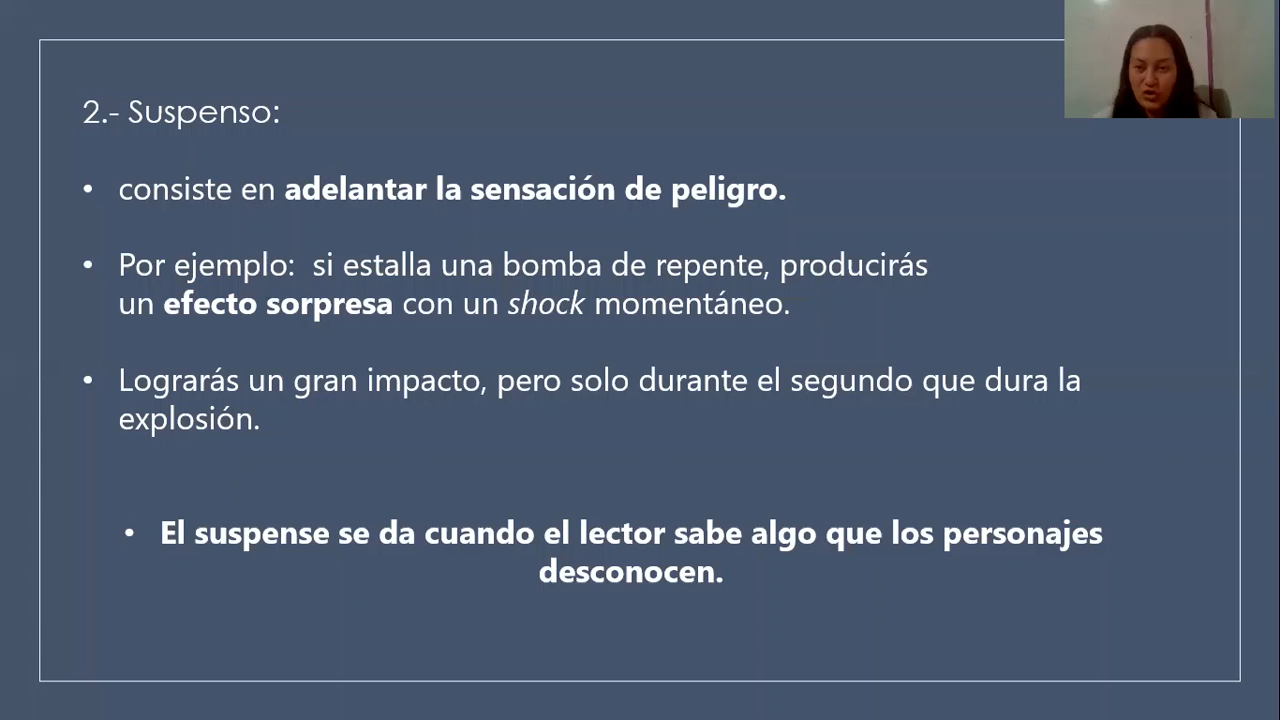 2.- Suspenso:
• consiste en adelantar la sensación de peligro.
• Por ejemplo:  si estalla una bomba de repente, producirás
un efecto sorpresa con un shock momentáneo.
• Lograrás un gran impacto, pero solo durante el segundo que dura la
explosión.
• El suspense se da cuando el lector sabe algo que los personajes
desconocen.